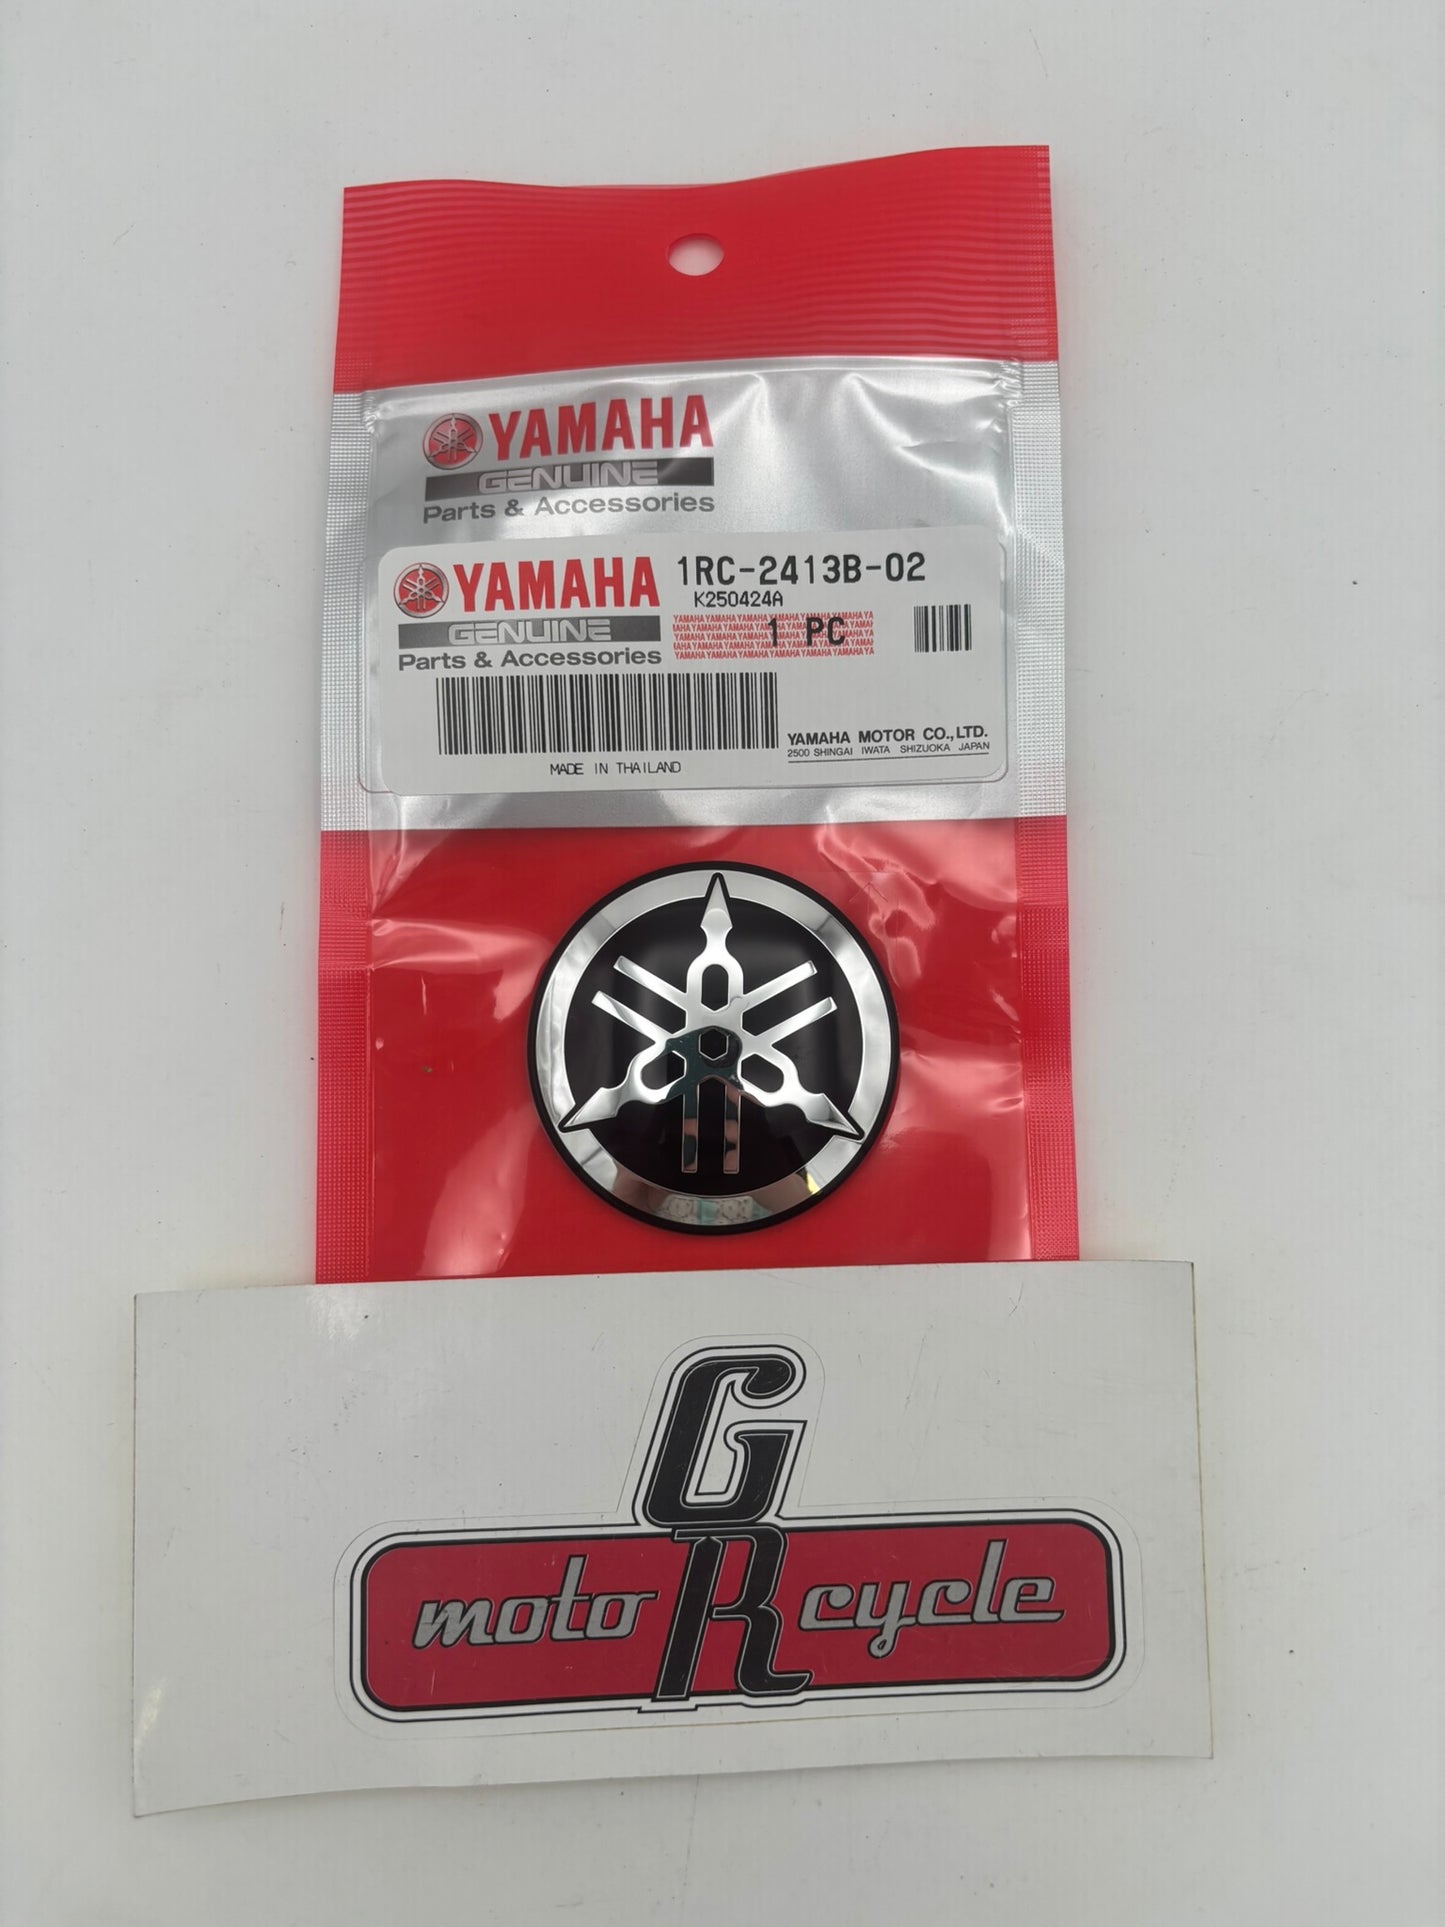 YAMAHA
GENUINE
Parts & Accessories
YAMAHA 1RC-2413B-02
K250424A
GENUINE
1 PC
Parts & Accessories
YAMAHA MOTOR CO.,LTD.
2500 SHINGAI IWATA SHIZUOKA JAPAN
MADE IN THAILAND
GR
moto cycle